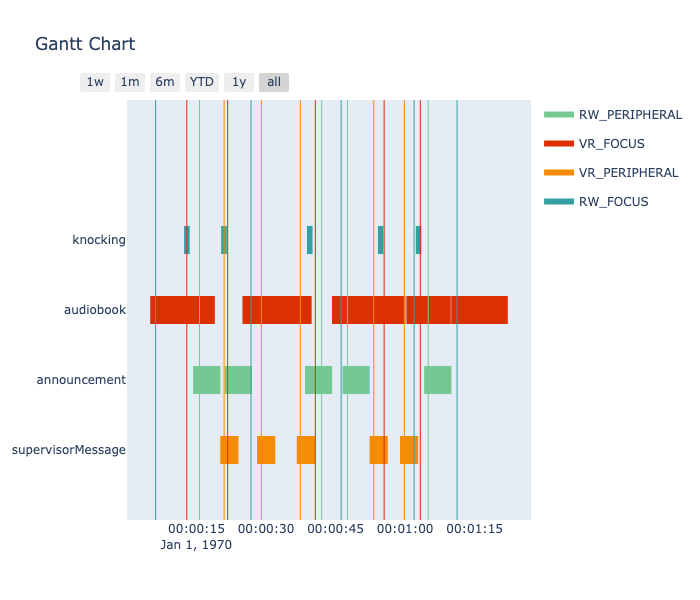 Gantt Chart
1w 1m 6m YTD 1y all
RW_PERIPHERAL
VR_FOCUS
VR_PERIPHERAL
RW_FOCUS
knocking
audiobook
announcement
supervisorMessage
00:00:15 00:00:30 00:00:45 00:01:00 00:01:15
Jan 1, 1970